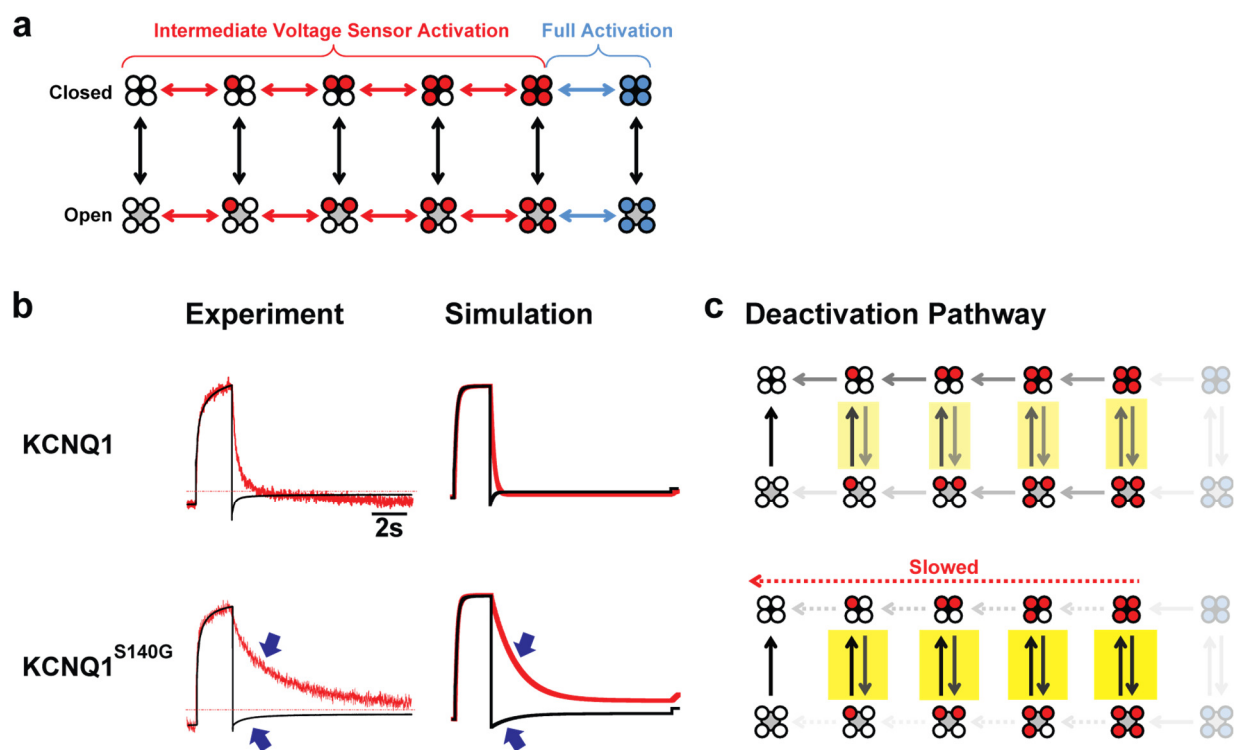 a
Intermediate Voltage Sensor Activation Full Activation
Closed
Open
b Experiment Simulation
KCNQ1
2s
KCNQ1S140G
c Deactivation Pathway
Slowed